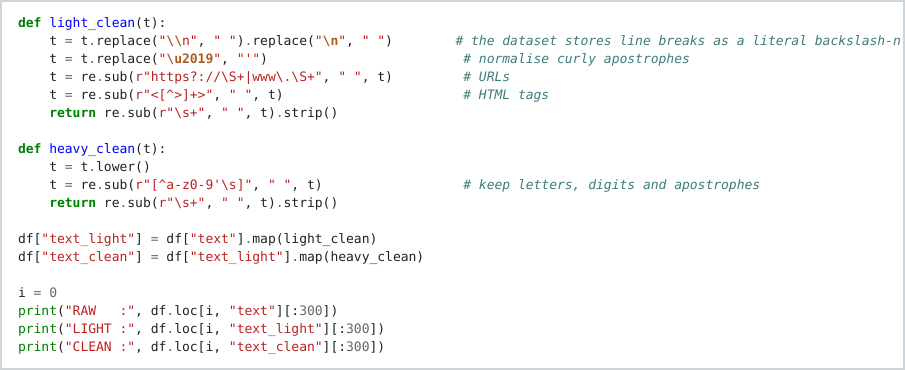 def light_clean(t):
    t = t.replace("\\n", " ").replace("\n", " ")        # the dataset stores line breaks as a literal backslash-n
    t = t.replace("\u2019", "'")                         # normalise curly apostrophes
    t = re.sub(r"https?://\S+|www\.\S+", " ", t)         # URLs
    t = re.sub(r"<[^>]+>", " ", t)                       # HTML tags
    return re.sub(r"\s+", " ", t).strip()

def heavy_clean(t):
    t = t.lower()
    t = re.sub(r"[^a-z0-9'\s]", " ", t)                  # keep letters, digits and apostrophes
    return re.sub(r"\s+", " ", t).strip()

df["text_light"] = df["text"].map(light_clean)
df["text_clean"] = df["text_light"].map(heavy_clean)

i = 0
print("RAW   :", df.loc[i, "text"][:300])
print("LIGHT :", df.loc[i, "text_light"][:300])
print("CLEAN :", df.loc[i, "text_clean"][:300])